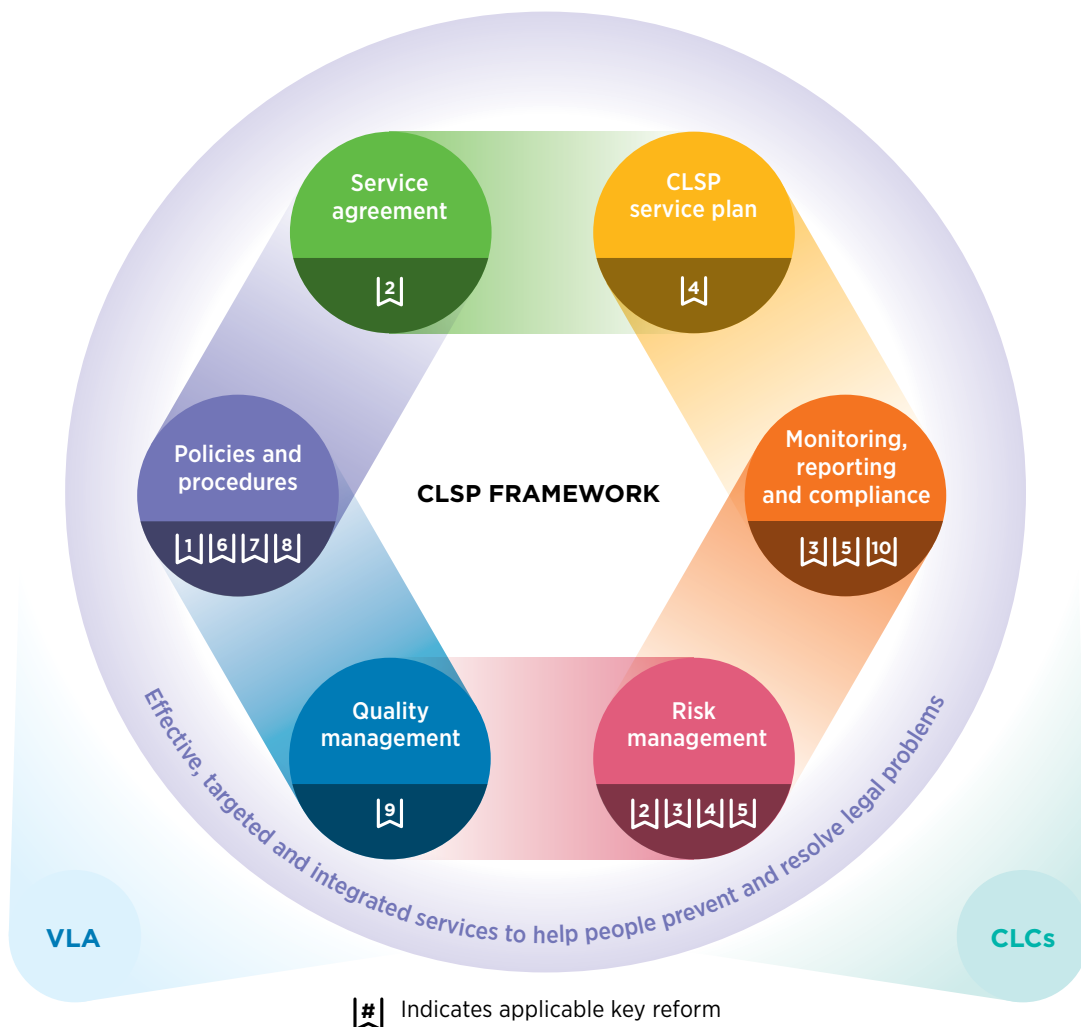 Service
agreement
2
CLSP
service plan
4
Policies and
procedures
1 6 7 8
CLSP FRAMEWORK
Monitoring,
reporting
and compliance
3 5 10
Quality
management
9
Risk
management
2 3 4 5
Effective, targeted and integrated services to help people prevent and resolve legal problems
VLA
CLCs
# Indicates applicable key reform